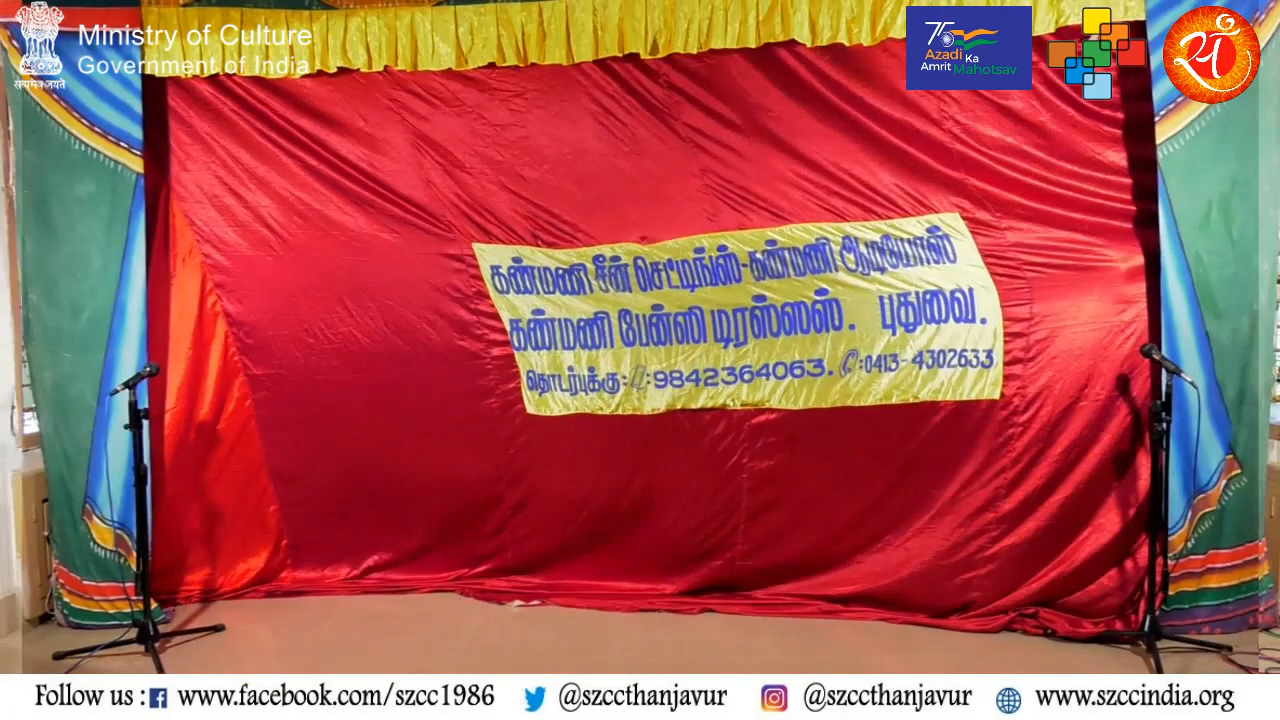 Ministry of Culture
Government of India
सत्यमेव जयते
75
Azadi Ka
Amrit Mahotsav
கண்மணி சீன் செட்டிங்ஸ்-கண்மணி ஆடியோஸ்
கண்மணி பேன்ஸி டிரஸ்ஸஸ். புதுவை.
தொடர்புக்கு: :9842364063. :0413-4302633
Follow us : www.facebook.com/szcc1986 @szccthanjavur @szccthanjavur www.szccindia.org